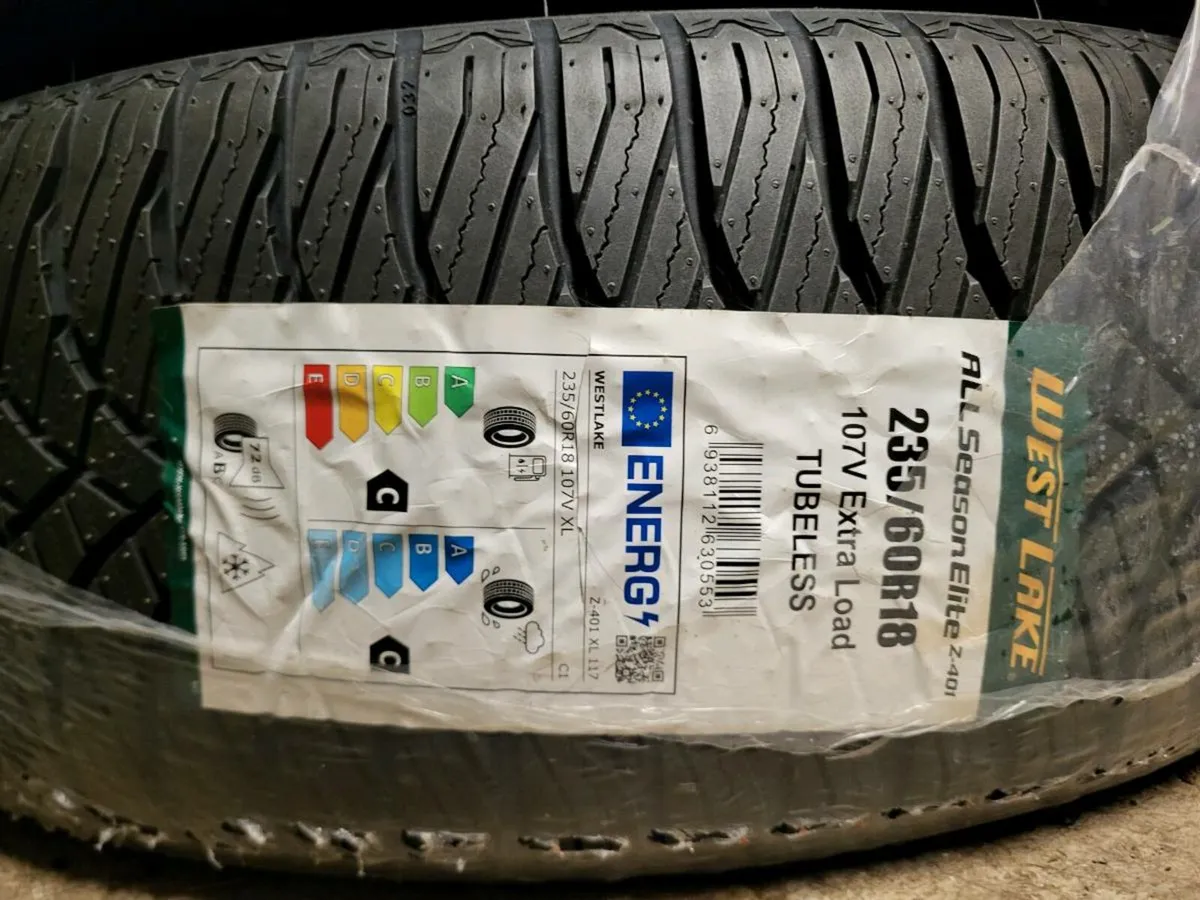 WEST LAKE
ALL Season Elite Z-401
235/60R18
107V Extra Load
TUBELESS
6 938112 630553
ENERG
WESTLAKE
Z-401 XL 117
235/60R18 107V XL
C1
A
B
C
D
E
C
A
B
C
D
E
C
72 dB
ABC
037